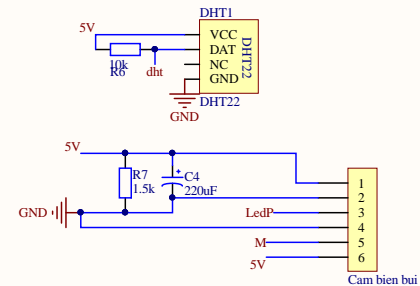 DHT1
5V
VCC
DAT
NC
GND
DHT22
10k
R6
dht
DHT22
GND
5V
R7
1.5k
+
C4
220uF
GND
LedP
M
5V
1
2
3
4
5
6
Cam bien bui